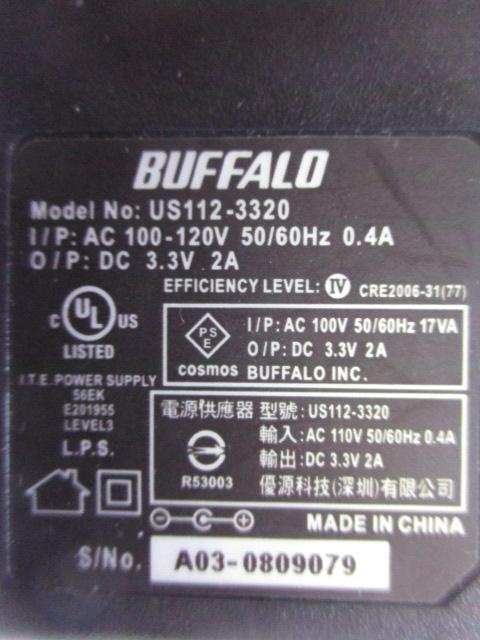 BUFFALO
Model No: US112-3320
I/P: AC 100-120V 50/60Hz 0.4A
O/P: DC 3.3V 2A
EFFICIENCY LEVEL: IV CRE2006-31(77)
C UL US
LISTED
I.T.E. POWER SUPPLY
56EK
E201955
LEVEL3
L.P.S.
PS
E
cosmos
I/P: AC 100V 50/60Hz 17VA
O/P: DC 3.3V 2A
BUFFALO INC.
電源供應器 型號: US112-3320
輸入: AC 110V 50/60Hz 0.4A
輸出: DC 3.3V 2A
R53003
優源科技(深圳)有限公司
MADE IN CHINA
S/No. A03-0809079